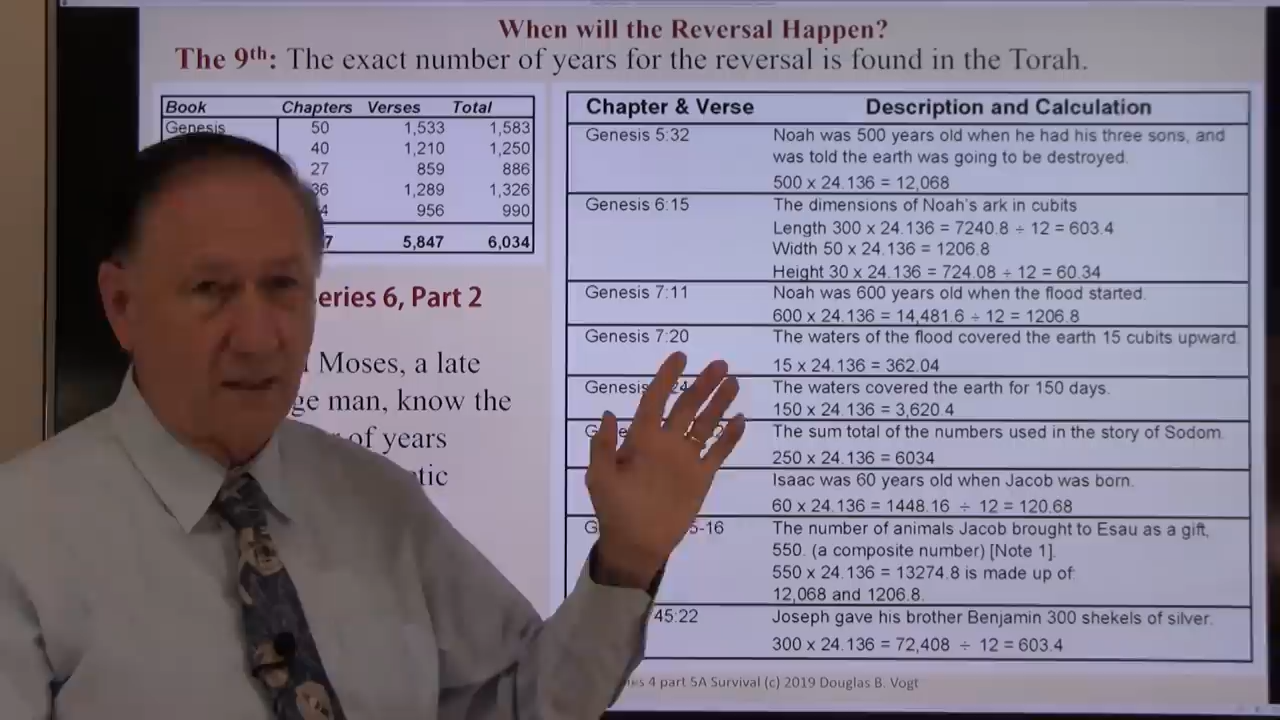 When will the Reversal Happen?
The 9th: The exact number of years for the reversal is found in the Torah.
Book Chapters Verses Total
Genesis 50 1,533 1,583
40 1,210 1,250
27 859 886
36 1,289 1,326
4 956 990
7 5,847 6,034
eries 6, Part 2
Moses, a late
ge man, know the
of years
tic
Chapter & Verse Description and Calculation
Genesis 5:32 Noah was 500 years old when he had his three sons, and
was told the earth was going to be destroyed.
500 x 24.136 = 12,068
Genesis 6:15 The dimensions of Noah's ark in cubits
Length 300 x 24.136 = 7240.8 ÷ 12 = 603.4
Width 50 x 24.136 = 1206.8
Height 30 x 24.136 = 724.08 ÷ 12 = 60.34
Genesis 7:11 Noah was 600 years old when the flood started.
600 x 24.136 = 14,481.6 ÷ 12 = 1206.8
Genesis 7:20 The waters of the flood covered the earth 15 cubits upward.
15 x 24.136 = 362.04
Genesis The waters covered the earth for 150 days.
150 x 24.136 = 3,620.4
The sum total of the numbers used in the story of Sodom.
250 x 24.136 = 6034
Isaac was 60 years old when Jacob was born.
60 x 24.136 = 1448.16 ÷ 12 = 120.68
5-16 The number of animals Jacob brought to Esau as a gift,
550. (a composite number) [Note 1].
550 x 24.136 = 13274.8 is made up of:
12,068 and 1206.8.
45:22 Joseph gave his brother Benjamin 300 shekels of silver.
300 x 24.136 = 72,408 ÷ 12 = 603.4
4 part 5A Survival (c) 2019 Douglas B. Vogt